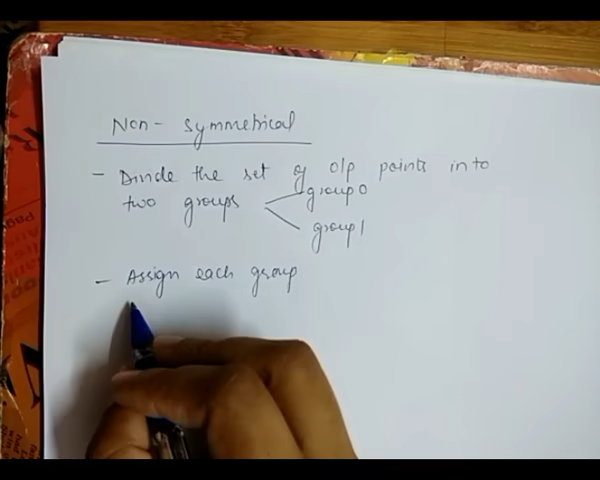 Non- symmetrical
- Divide the set of o/p points into
two groups group 0
group 1
- Assign each group